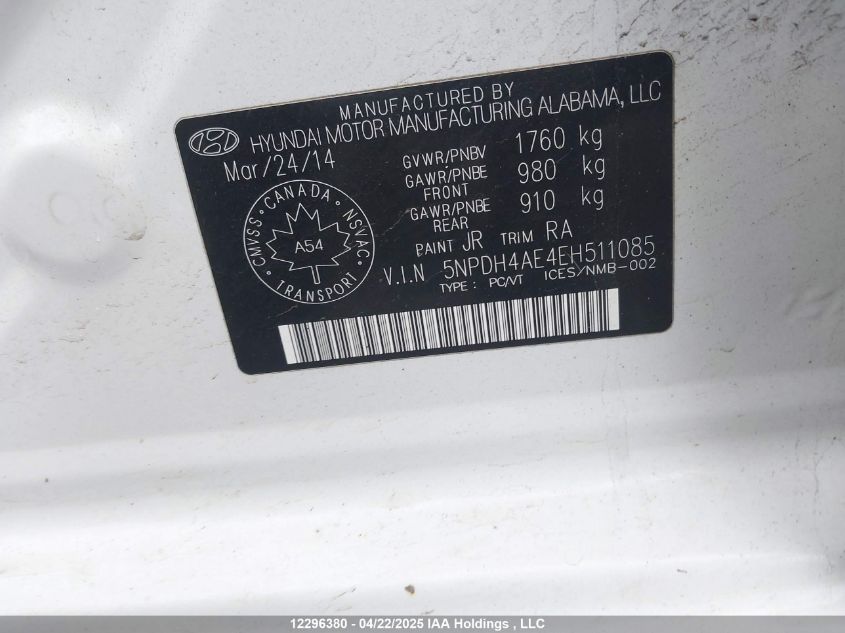 MANUFACTURED BY
HYUNDAI MOTOR MANUFACTURING ALABAMA, LLC
Mar/24/14
GVWR/PNBV 1760 kg
GAWR/PNBE FRONT 980 kg
GAWR/PNBE REAR 910 kg
PAINT JR TRIM RA
V.I.N 5NPDH4AE4EH511085
TYPE : PC/VT ICES/NMB-002
CMVSS • CANADA • NSVAC • TRANSPORT •
A54
12296380 - 04/22/2025 IAA Holdings , LLC